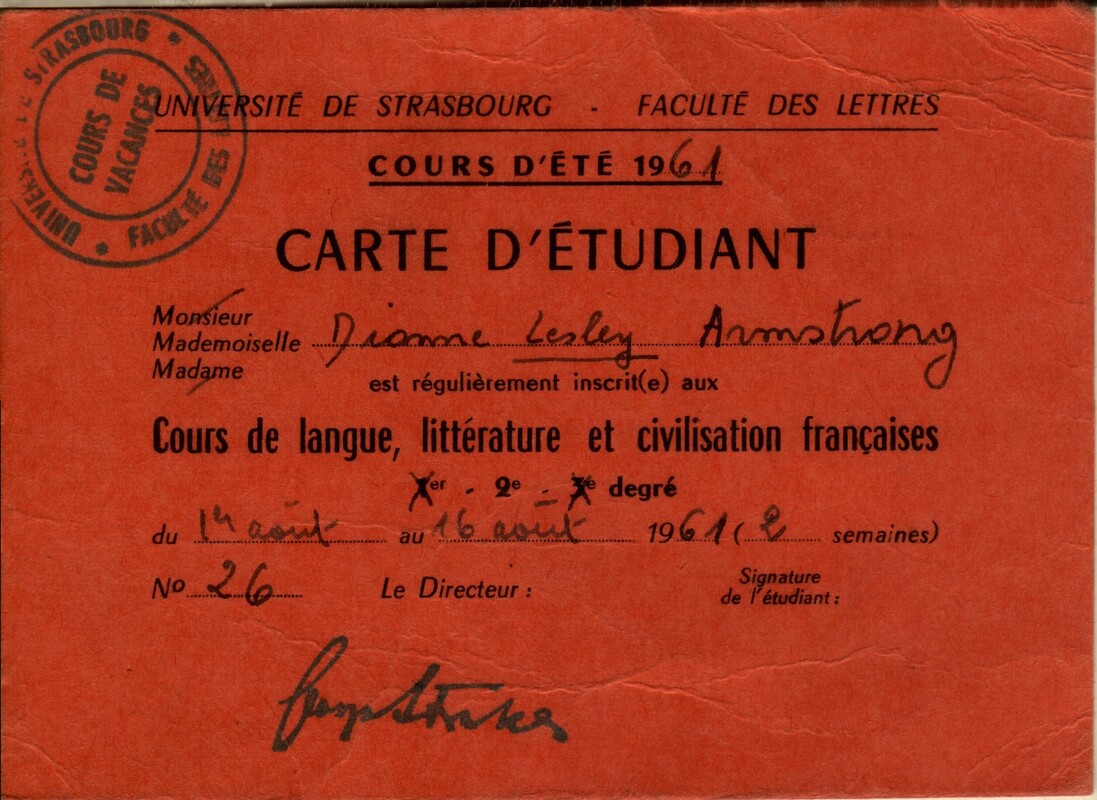 UNIVERSITÉ DE STRASBOURG * FACULTÉ DES LETTRES *
COURS DE
VACANCES
UNIVERSITÉ DE STRASBOURG - FACULTÉ DES LETTRES
COURS D'ÉTÉ 1961
CARTE D'ÉTUDIANT
Monsieur
Mademoiselle Dianne Lesley Armstrong
Madame
est régulièrement inscrit(e) aux
Cours de langue, littérature et civilisation françaises
1er - 2e - 3e degré
du 1er août au 16 août 1961 (2 semaines)
No 26 Le Directeur : Signature
de l'étudiant :